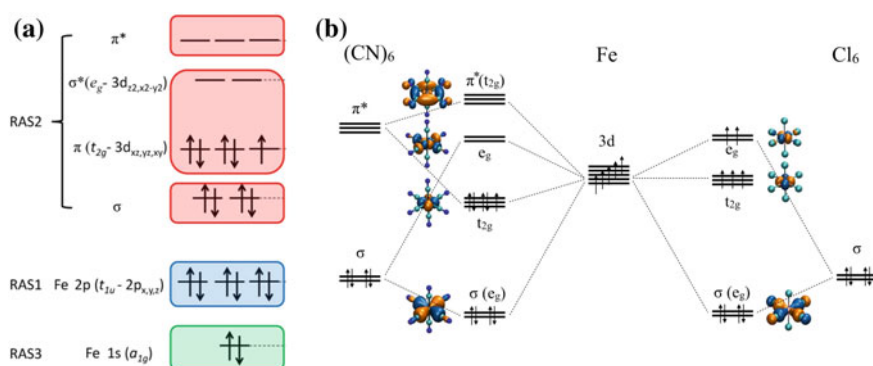 (a)
π*
σ*(eg- 3dz2,x2-y2)
RAS2
π (t2g- 3dxz,yz,xy)
σ
RAS1 Fe 2p (t1u - 2px,y,z)
RAS3 Fe 1s (a1g)
(b)
(CN)6 Fe Cl6
π*(t2g)
π*
eg
3d
eg
t2g
t2g
σ
σ
σ (eg)
σ (eg)